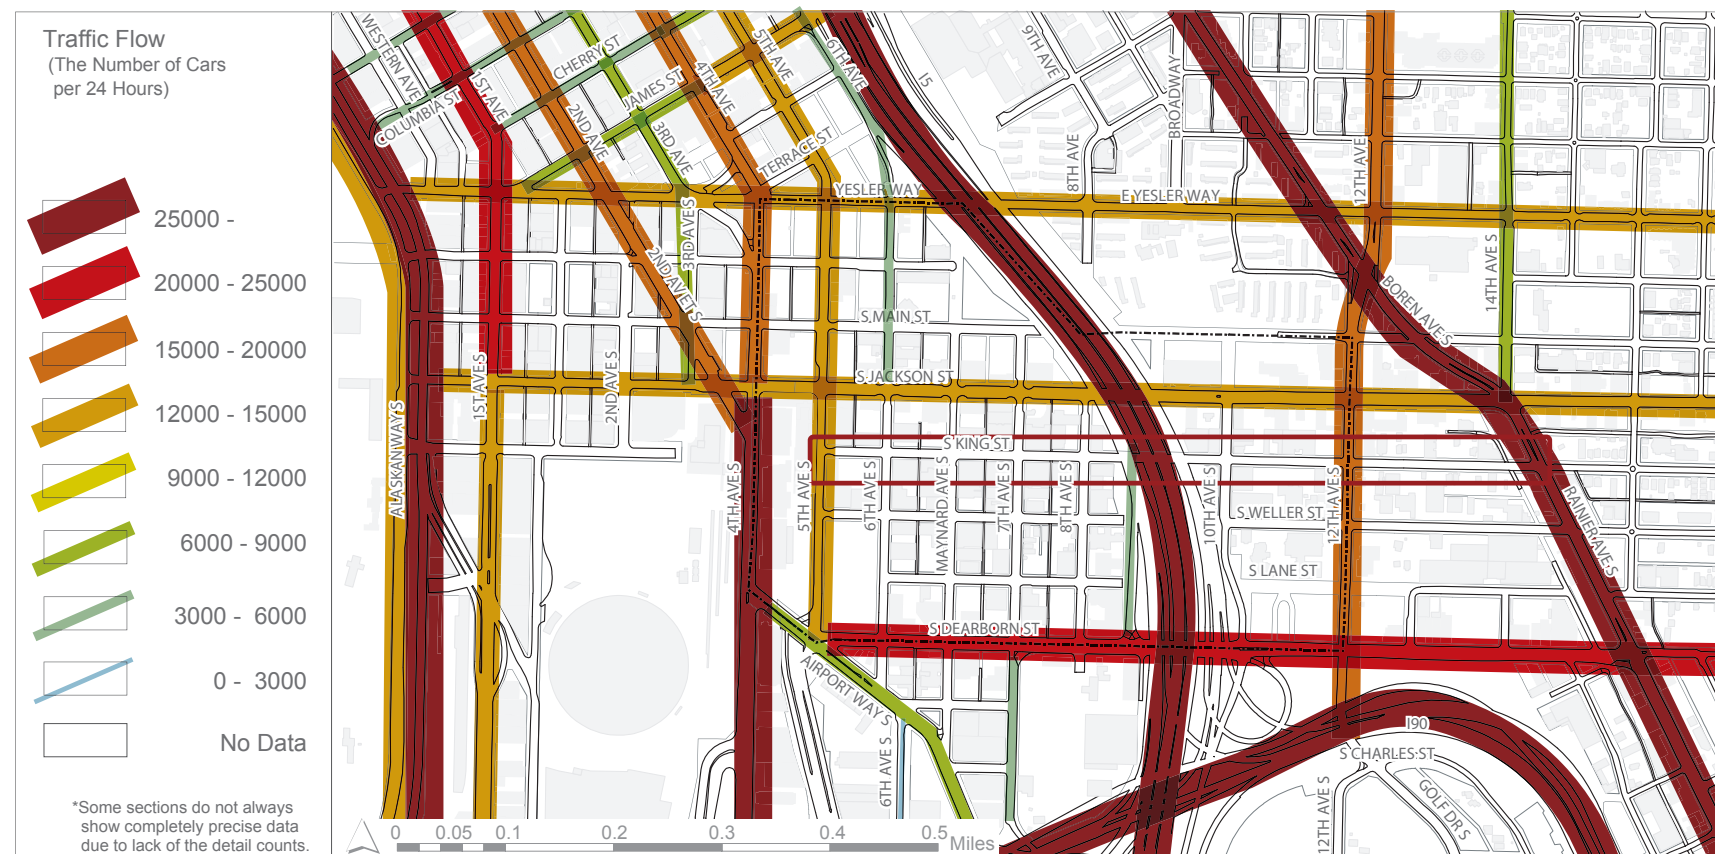 Traffic Flow
(The Number of Cars
per 24 Hours)
25000 -
20000 - 25000
15000 - 20000
12000 - 15000
9000 - 12000
6000 - 9000
3000 - 6000
0 - 3000
No Data
*Some sections do not always
show completely precise data
due to lack of the detail counts.
WESTERN AVE
COLUMBIA ST
1ST AVE
CHERRY ST
2ND AVE
JAMES ST
3RD AVE
4TH AVE
5TH AVE
TERRACE ST
6TH AVE
I5
9TH AVE
8TH AVE
BROADWAY
12TH AVE
YESLER WAY
E YESLER WAY
3RD AVE S
2ND AVE ET S
14TH AVE S
BOREN AVE S
S MAIN ST
S JACKSON ST
1ST AVE S
2ND AVE S
ALASKAN WAY S
4TH AVE S
5TH AVE S
6TH AVE S
S KING ST
MAYNARD AVE S
7TH AVE S
8TH AVE S
10TH AVE S
S WELLER ST
12TH AVE S
RAINIER AVE S
S LANE ST
S DEARBORN ST
AIRPORT WAY S
6TH AVE S
I90
S CHARLES ST
12TH AVE S
GOLF DR S
0 0.05 0.1 0.2 0.3 0.4 0.5 Miles